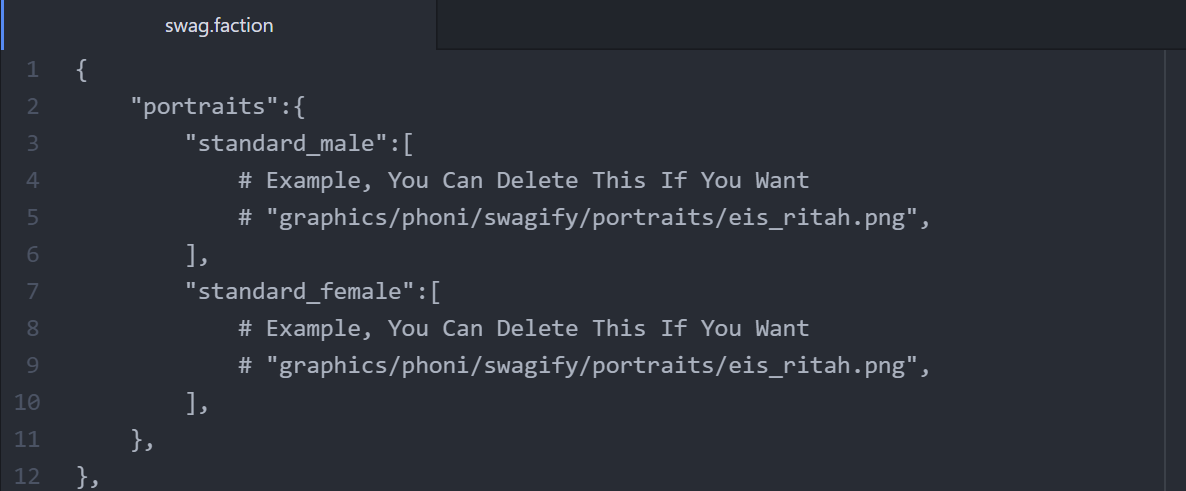 swag.faction
1 {
2 "portraits":{
3 "standard_male":[
4 # Example, You Can Delete This If You Want
5 # "graphics/phoni/swagify/portraits/eis_ritah.png",
6 ],
7 "standard_female":[
8 # Example, You Can Delete This If You Want
9 # "graphics/phoni/swagify/portraits/eis_ritah.png",
10 ],
11 },
12 },